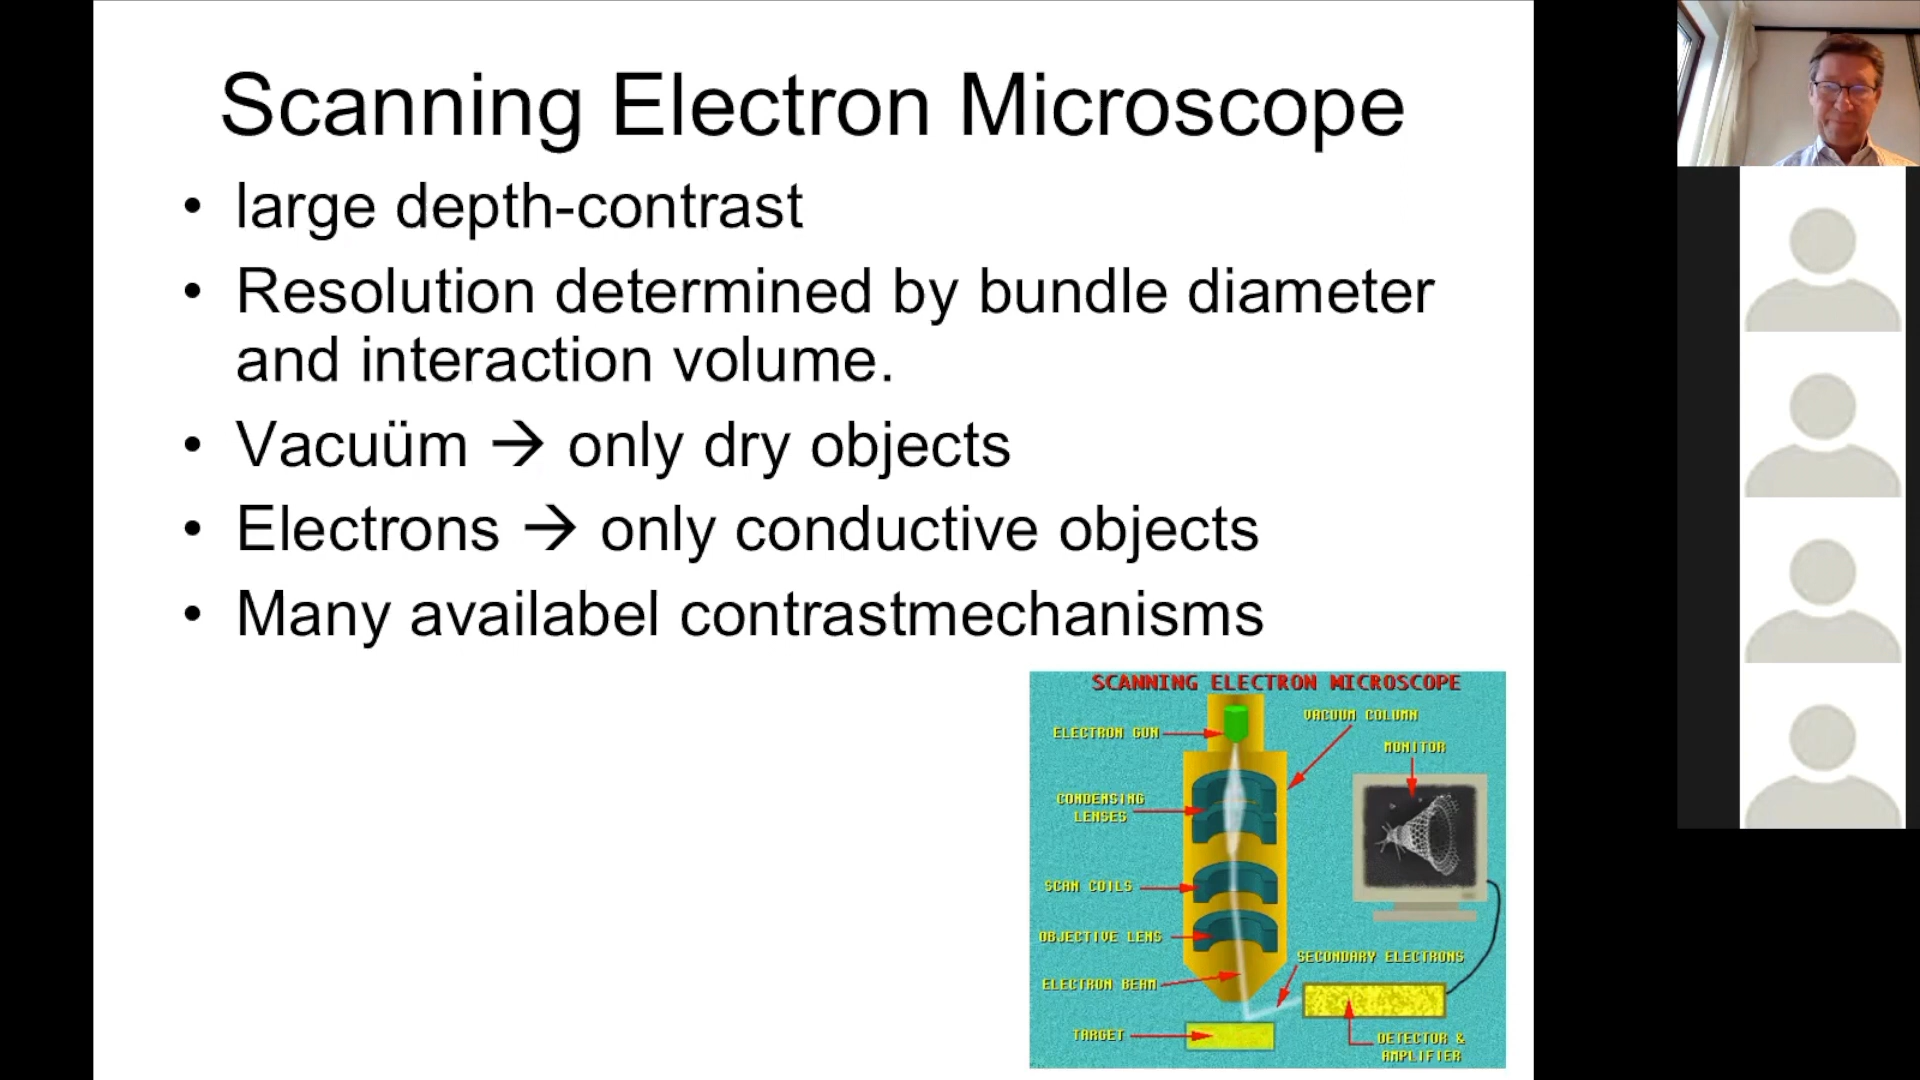 Scanning Electron Microscope
• large depth-contrast
• Resolution determined by bundle diameter
and interaction volume.
• Vacuüm → only dry objects
• Electrons → only conductive objects
• Many availabel contrastmechanisms
SCANNING ELECTRON MICROSCOPE
ELECTRON GUN
VACUUM COLUMN
MONITOR
CONDENSING
LENSES
SCAN COILS
OBJECTIVE LENS
SECONDARY ELECTRONS
ELECTRON BEAM
TARGET
DETECTOR &
AMPLIFIER